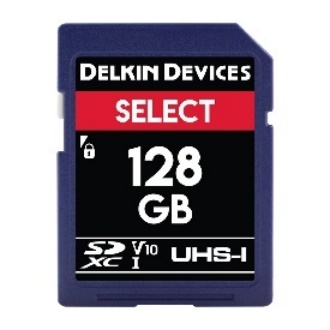 DELKIN DEVICES
SELECT
128
GB
SD XC I V10 UHS-I